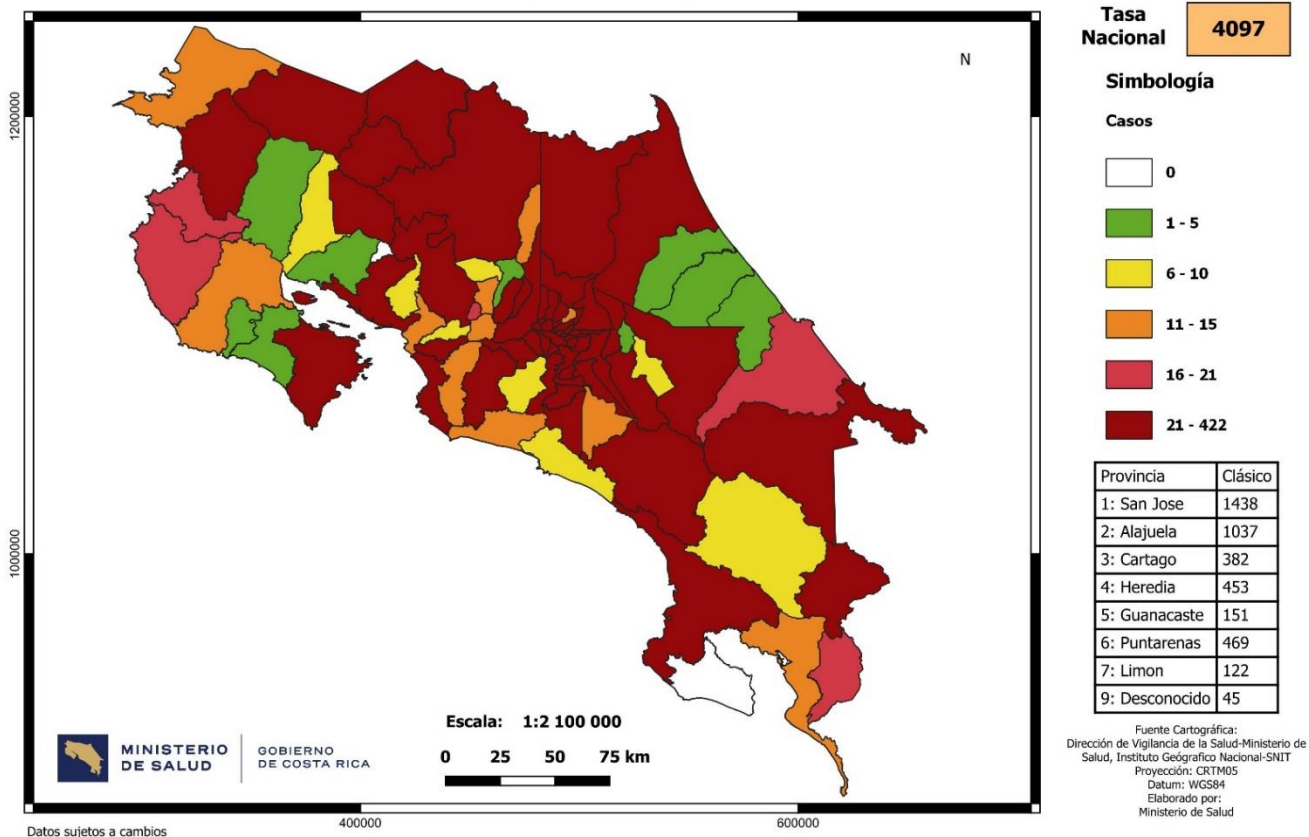 Tasa
Nacional
4097
N
Simbología
Casos
0
1 - 5
6 - 10
11 - 15
16 - 21
21 - 422
Provincia Clásico
1: San Jose 1438
2: Alajuela 1037
3: Cartago 382
4: Heredia 453
5: Guanacaste 151
6: Puntarenas 469
7: Limon 122
9: Desconocido 45
Fuente Cartográfica:
Dirección de Vigilancia de la Salud-Ministerio de
Salud, Instituto Geógrafico Nacional-SNIT
Proyección: CRTM05
Datum: WGS84
Elaborado por:
Ministerio de Salud
1200000
1000000
Escala: 1:2 100 000
0 25 50 75 km
MINISTERIO
DE SALUD
GOBIERNO
DE COSTA RICA
400000 600000
Datos sujetos a cambios